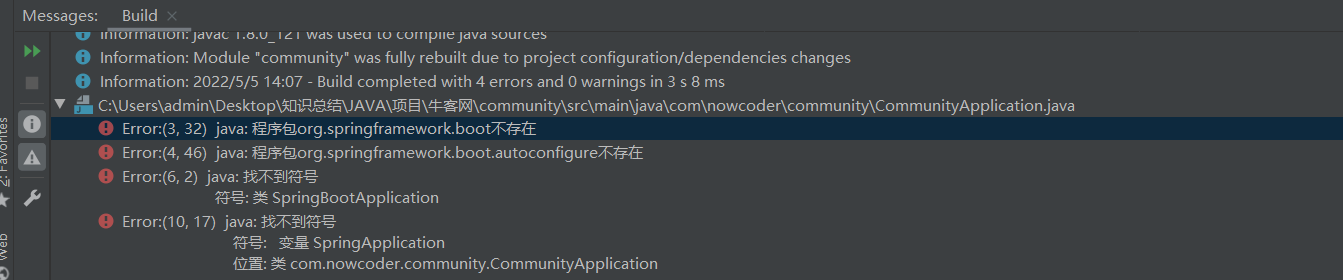 Messages: Build
Information: javac 1.8.0_121 was used to compile java sources
Information: Module "community" was fully rebuilt due to project configuration/dependencies changes
Information: 2022/5/5 14:07 - Build completed with 4 errors and 0 warnings in 3 s 8 ms
C:\Users\admin\Desktop\知识总结\JAVA\项目\牛客网\community\src\main\java\com\nowcoder\community\CommunityApplication.java
Error:(3, 32) java: 程序包org.springframework.boot不存在
Error:(4, 46) java: 程序包org.springframework.boot.autoconfigure不存在
Error:(6, 2) java: 找不到符号
符号: 类 SpringBootApplication
Error:(10, 17) java: 找不到符号
符号: 变量 SpringApplication
位置: 类 com.nowcoder.community.CommunityApplication
2: Favorites
Web